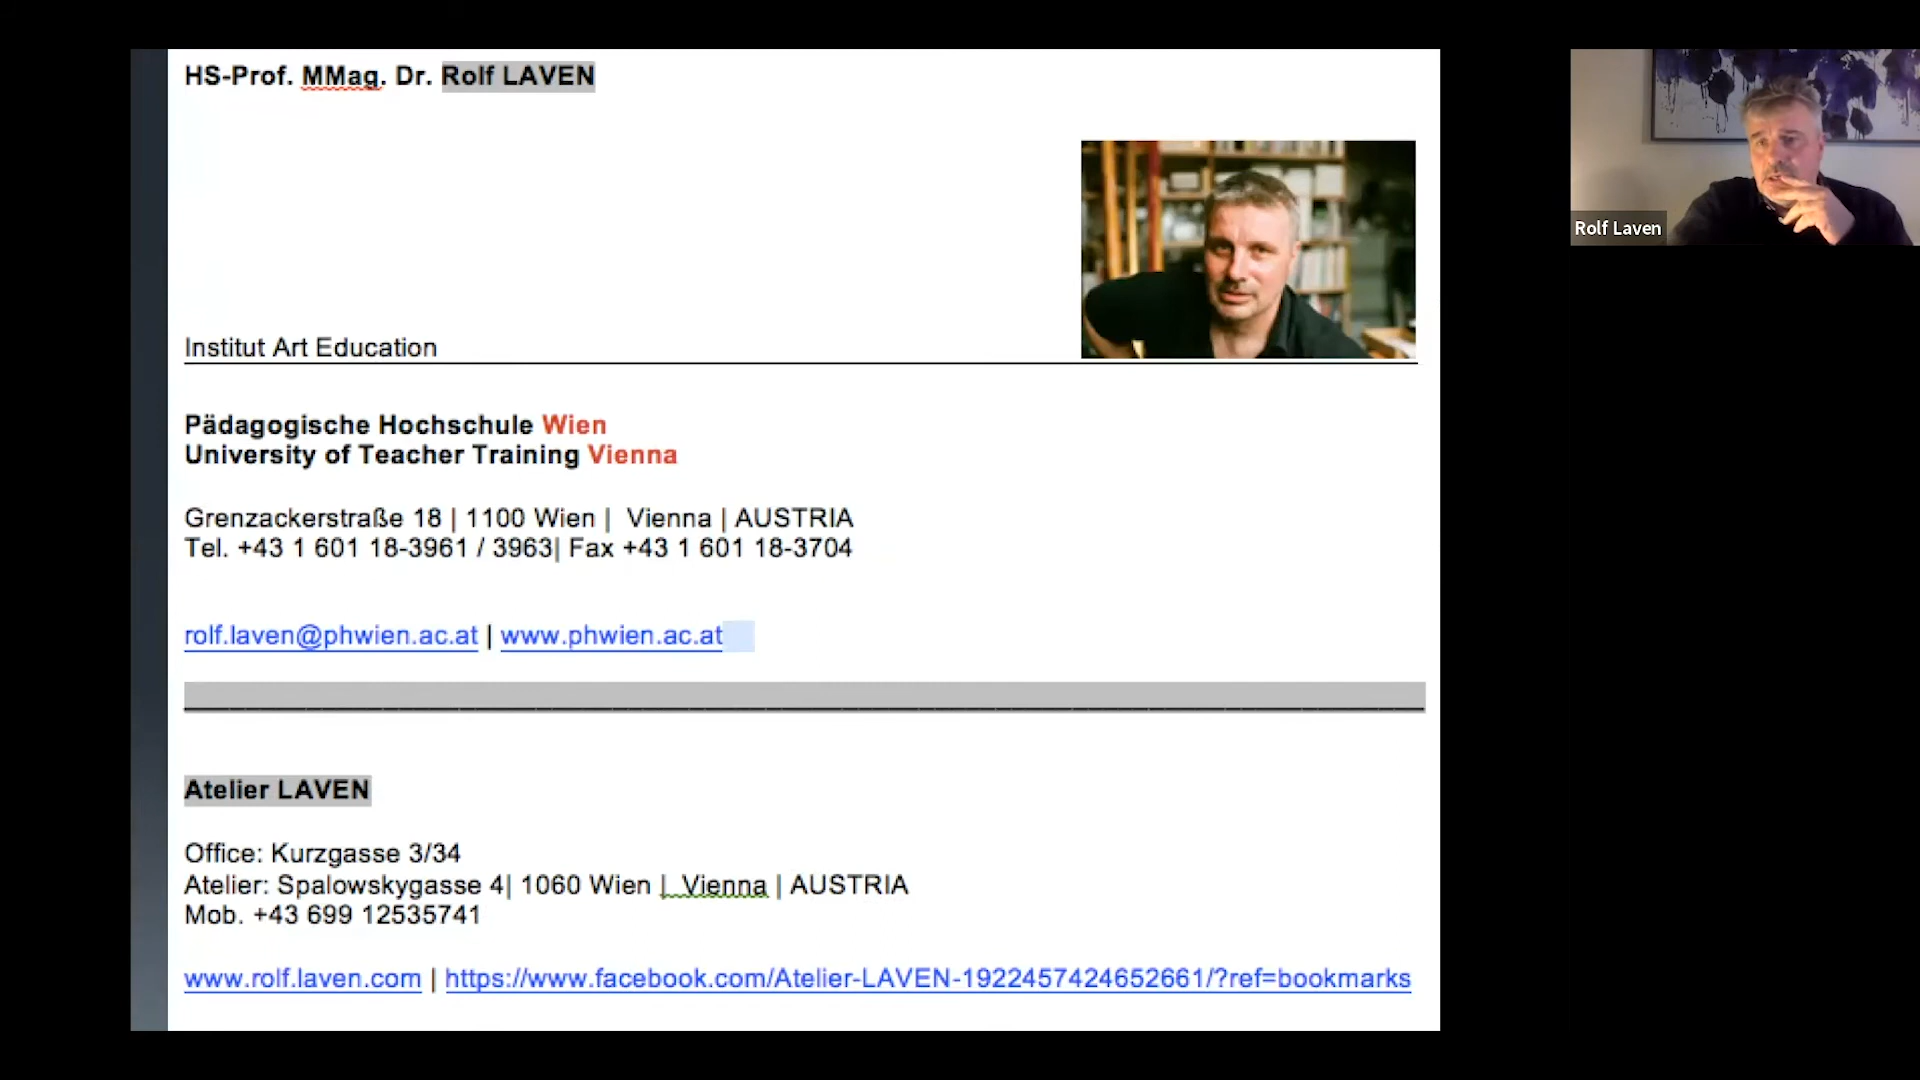 HS-Prof. MMag. Dr. Rolf LAVEN
Rolf Laven
Institut Art Education
Pädagogische Hochschule Wien
University of Teacher Training Vienna
Grenzackerstraße 18 | 1100 Wien | Vienna | AUSTRIA
Tel. +43 1 601 18-3961 / 3963| Fax +43 1 601 18-3704
rolf.laven@phwien.ac.at | www.phwien.ac.at
Atelier LAVEN
Office: Kurzgasse 3/34
Atelier: Spalowskygasse 4| 1060 Wien | Vienna | AUSTRIA
Mob. +43 699 12535741
www.rolf.laven.com | https://www.facebook.com/Atelier-LAVEN-1922457424652661/?ref=bookmarks